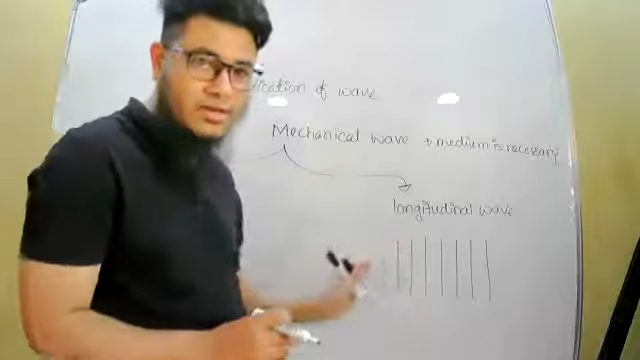 of wave
Mechanical wave → medium is necessary
longitudinal wave